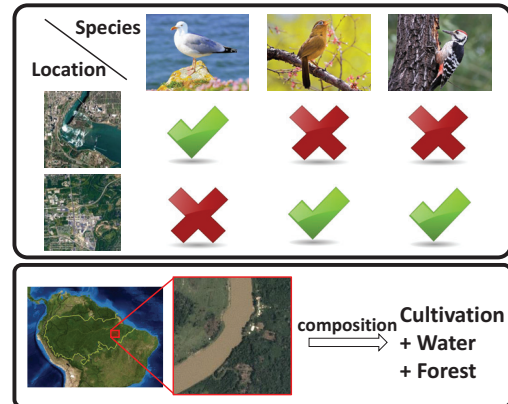 Species
Location
composition
Cultivation
+ Water
+ Forest